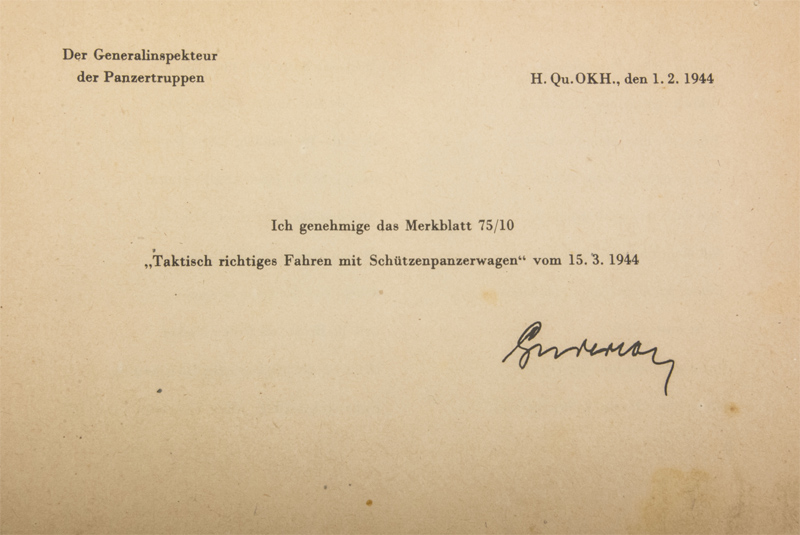 Der Generalinspekteur
der Panzertruppen
H. Qu. OKH., den 1. 2. 1944
Ich genehmige das Merkblatt 75/10
„Taktisch richtiges Fahren mit Schützenpanzerwagen“ vom 15. 3. 1944
Guderian